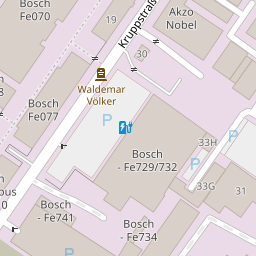 Bosch
Fe070
19
Kruppstraß
Akzo
Nobel
30
Waldemar
Völker
Bosch
Fe077
P
33H
Bosch
- Fe729/732
P
33G
31
Bosch
- Fe741
Bosch
- Fe734
P